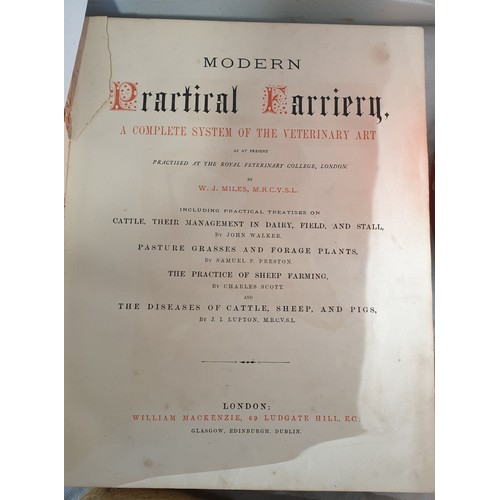 MODERN
Practical Farriery,
A COMPLETE SYSTEM OF THE VETERINARY ART
AS AT PRESENT
PRACTISED AT THE ROYAL VETERINARY COLLEGE, LONDON.
BY
W. J. MILES, M.R.C.V.S.L.
INCLUDING PRACTICAL TREATISES ON
CATTLE, THEIR MANAGEMENT IN DAIRY, FIELD, AND STALL,
BY JOHN WALKER.
PASTURE GRASSES AND FORAGE PLANTS,
BY SAMUEL P. PRESTON.
THE PRACTICE OF SHEEP FARMING,
BY CHARLES SCOTT.
AND
THE DISEASES OF CATTLE, SHEEP, AND PIGS,
BY J. I. LUPTON, M.R.C.V.S.L.
LONDON:
WILLIAM MACKENZIE, 69 LUDGATE HILL, E.C.;
GLASGOW, EDINBURGH, DUBLIN.